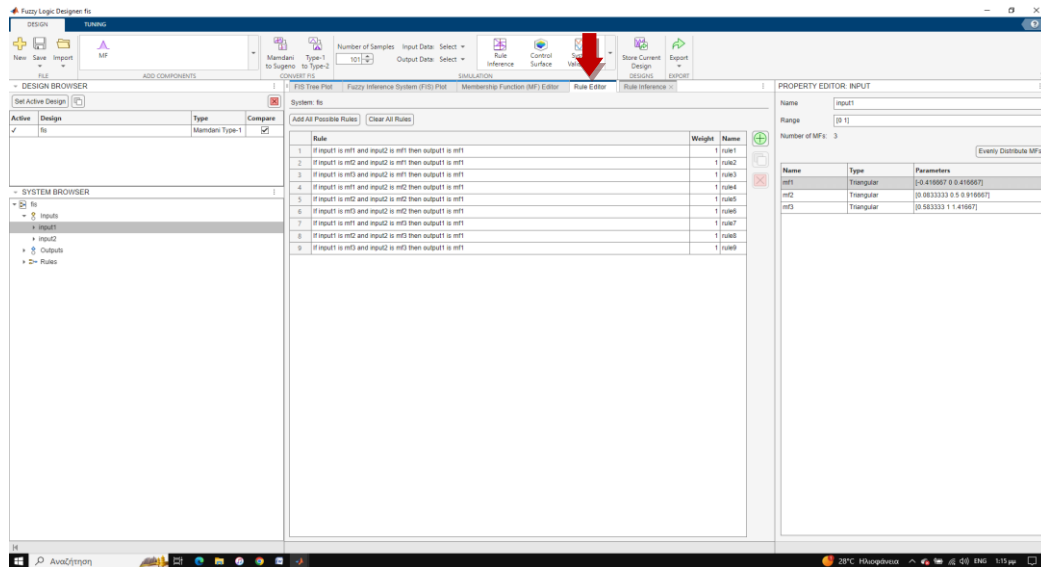 Fuzzy Logic Designer: fis
DESIGN TUNING
New Save Import MF Mamdani to Sugeno Type-1 to Type-2 Number of Samples 101 Input Data: Select Output Data: Select Rule Inference Control Surface Store Current Design Export
FILE ADD COMPONENTS CONVERT FIS SIMULATION DESIGNS EXPORT
DESIGN BROWSER
Set Active Design
Active Design Type Compare
fis Mamdani Type-1
SYSTEM BROWSER
fis
Inputs
input1
input2
Outputs
Rules
FIS Tree Plot Fuzzy Inference System (FIS) Plot Membership Function (MF) Editor Rule Editor Rule Inference
System: fis
Add All Possible Rules Clear All Rules
Rule Weight Name
1 If input1 is mf1 and input2 is mf1 then output1 is mf1 1 rule1
2 If input1 is mf2 and input2 is mf1 then output1 is mf1 1 rule2
3 If input1 is mf3 and input2 is mf1 then output1 is mf1 1 rule3
4 If input1 is mf1 and input2 is mf2 then output1 is mf1 1 rule4
5 If input1 is mf2 and input2 is mf2 then output1 is mf1 1 rule5
6 If input1 is mf3 and input2 is mf2 then output1 is mf1 1 rule6
7 If input1 is mf1 and input2 is mf3 then output1 is mf1 1 rule7
8 If input1 is mf2 and input2 is mf3 then output1 is mf1 1 rule8
9 If input1 is mf3 and input2 is mf3 then output1 is mf1 1 rule9
PROPERTY EDITOR: INPUT
Name input1
Range [0 1]
Number of MFs: 3
Evenly Distribute MFs
Name Type Parameters
mf1 Triangular [-0.416667 0 0.416667]
mf2 Triangular [0.0833333 0.5 0.916667]
mf3 Triangular [0.583333 1 1.41667]
Αναζήτηση 28°C Ηλιοφάνεια ENG 1:15 μμ